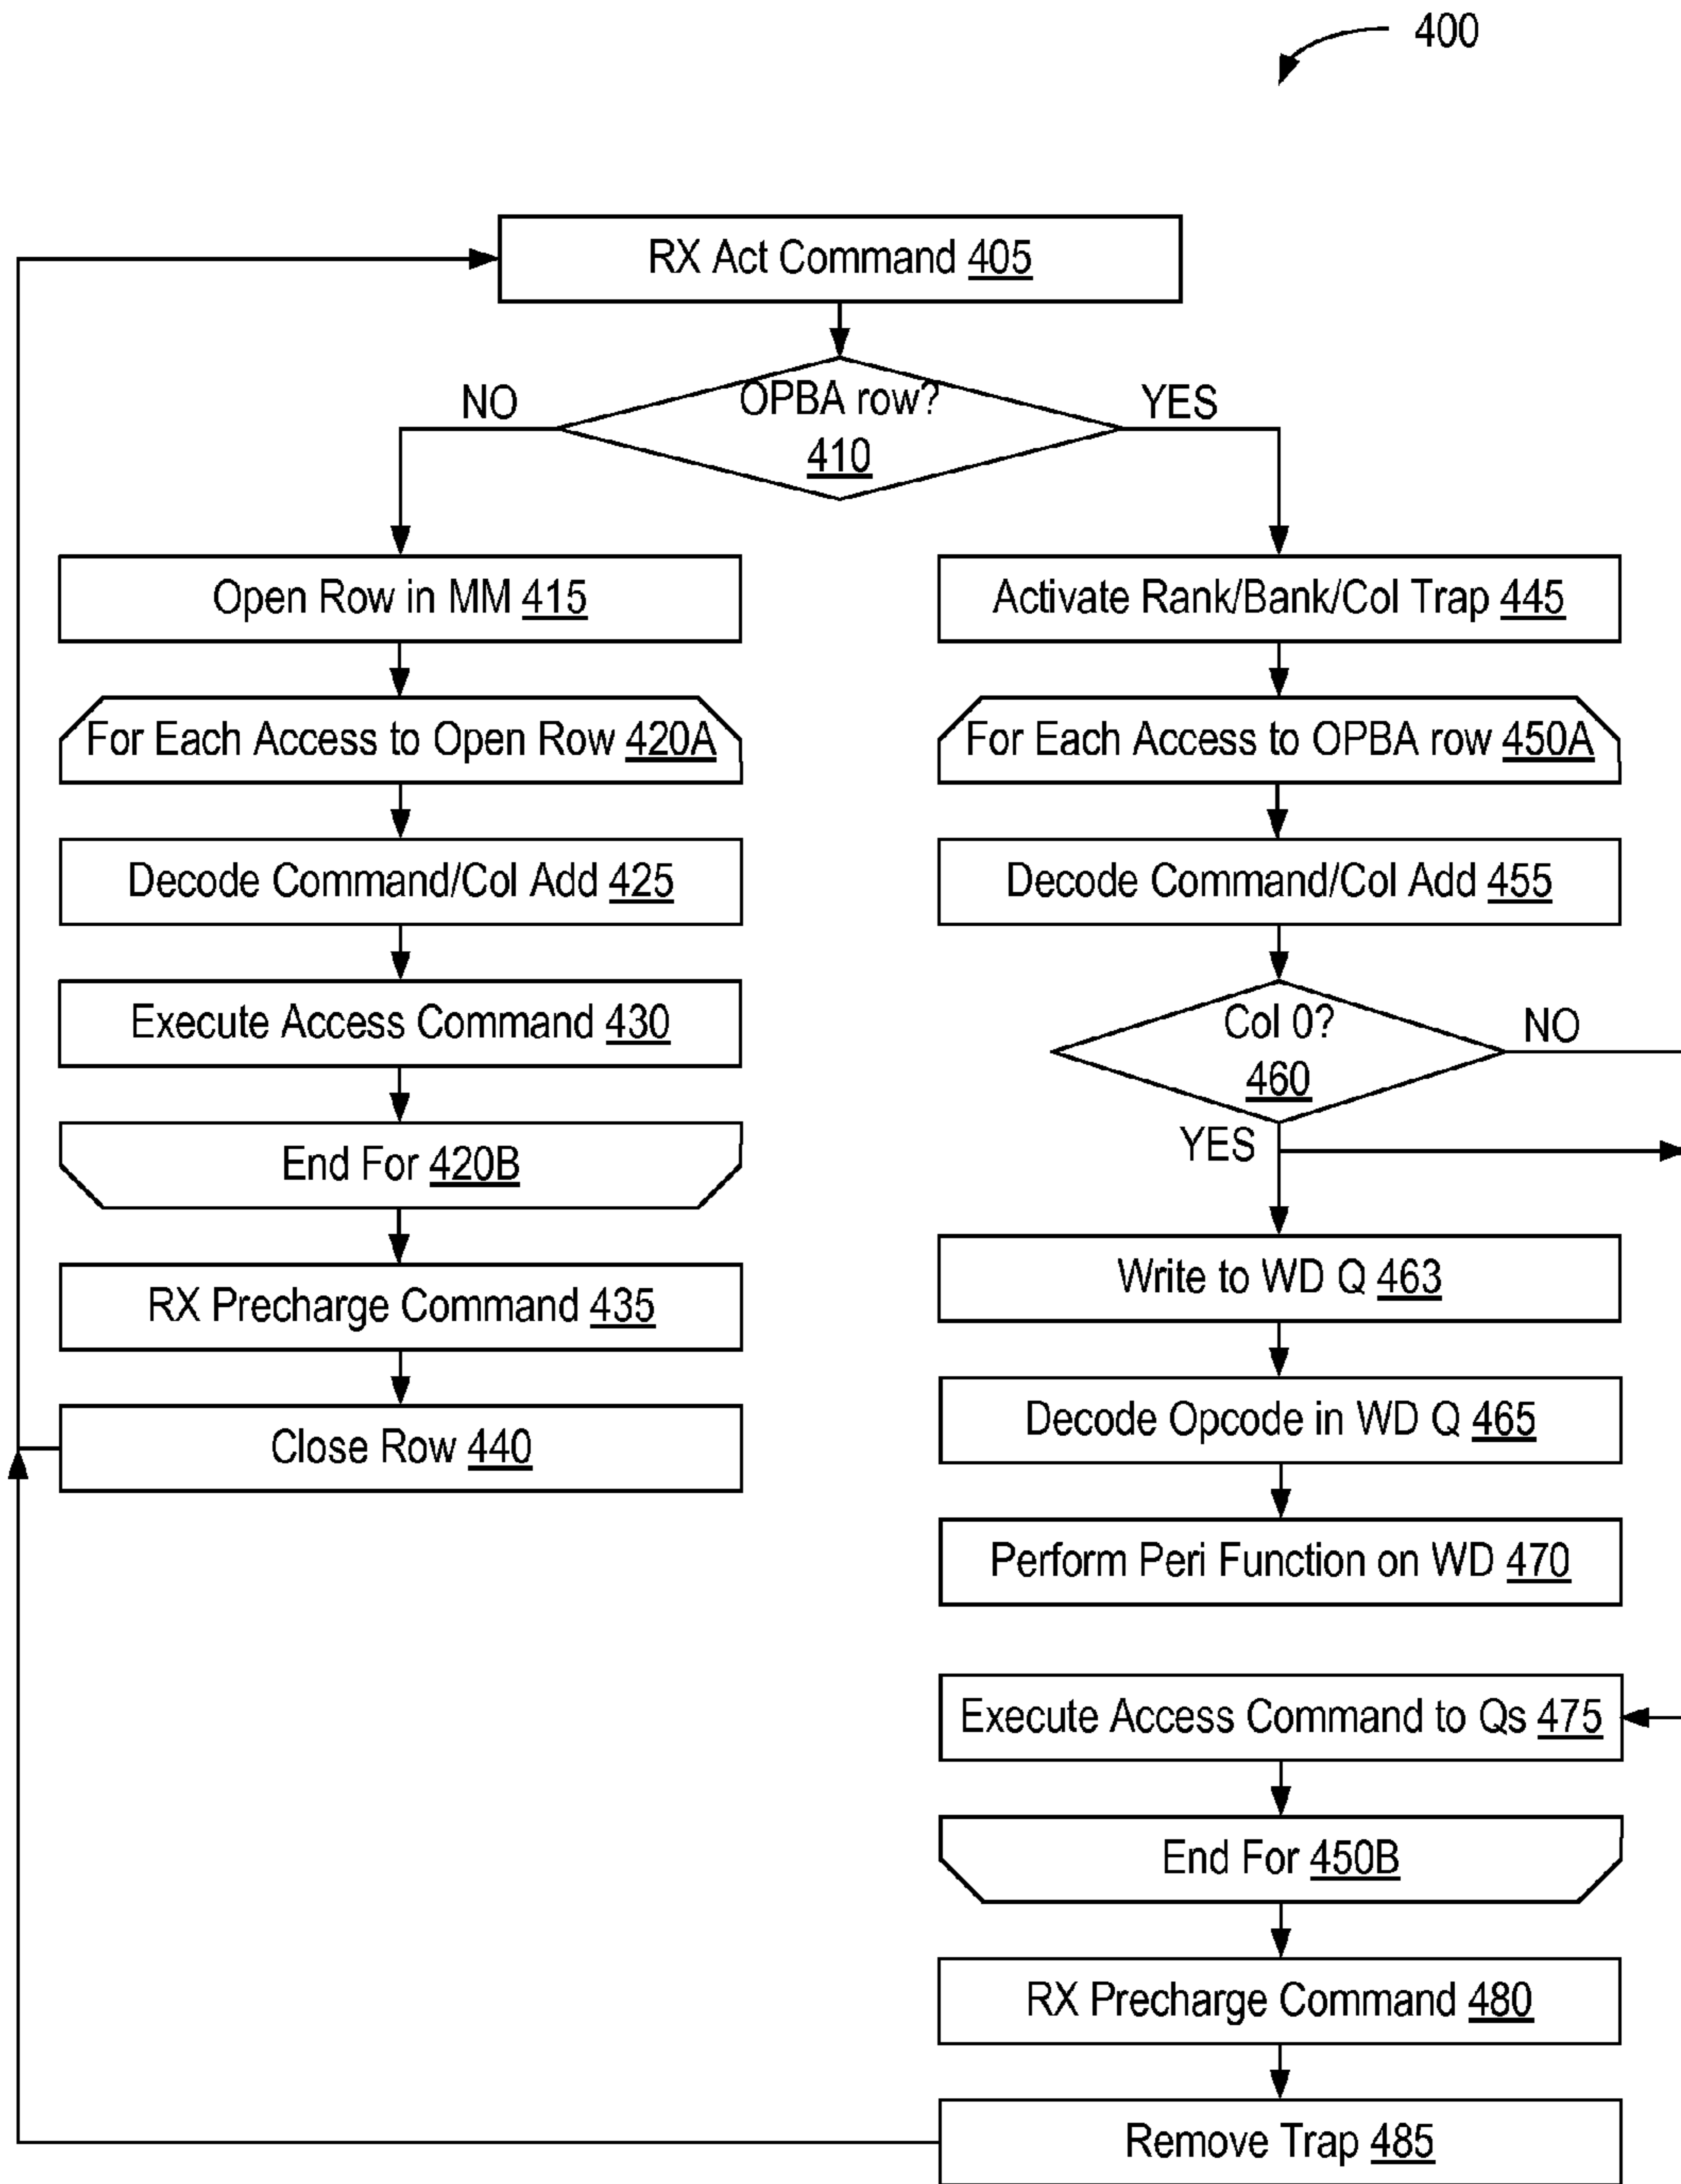 400
RX Act Command 405
NO
OPBA row?
YES
410
Open Row in MM 415
Activate Rank/Bank/Col Trap 445
For Each Access to Open Row 420A
For Each Access to OPBA row 450A
Decode Command/Col Add 425
Decode Command/Col Add 455
Execute Access Command 430
Col 0?
NO
460
YES
End For 420B
Write to WD Q 463
RX Precharge Command 435
Decode Opcode in WD Q 465
Close Row 440
Perform Peri Function on WD 470
Execute Access Command to Qs 475
End For 450B
RX Precharge Command 480
Remove Trap 485